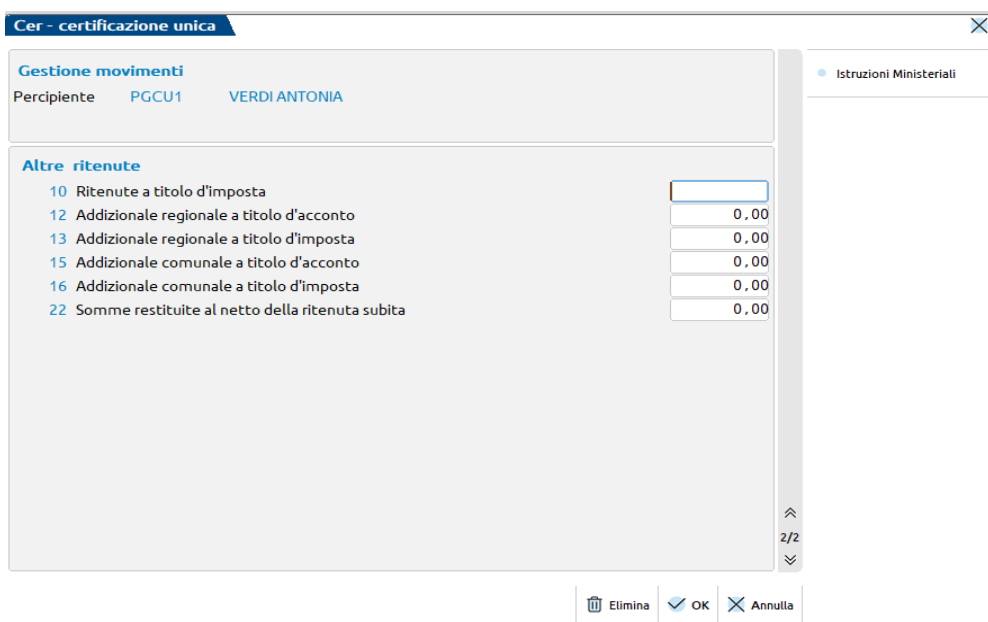 Cer - certificazione unica
Gestione movimenti
Istruzioni Ministeriali
Percipiente PGCU1 VERDI ANTONIA
Altre ritenute
10 Ritenute a titolo d'imposta
12 Addizionale regionale a titolo d'acconto 0,00
13 Addizionale regionale a titolo d'imposta 0,00
15 Addizionale comunale a titolo d'acconto 0,00
16 Addizionale comunale a titolo d'imposta 0,00
22 Somme restituite al netto della ritenuta subita 0,00
2/2
Elimina OK Annulla